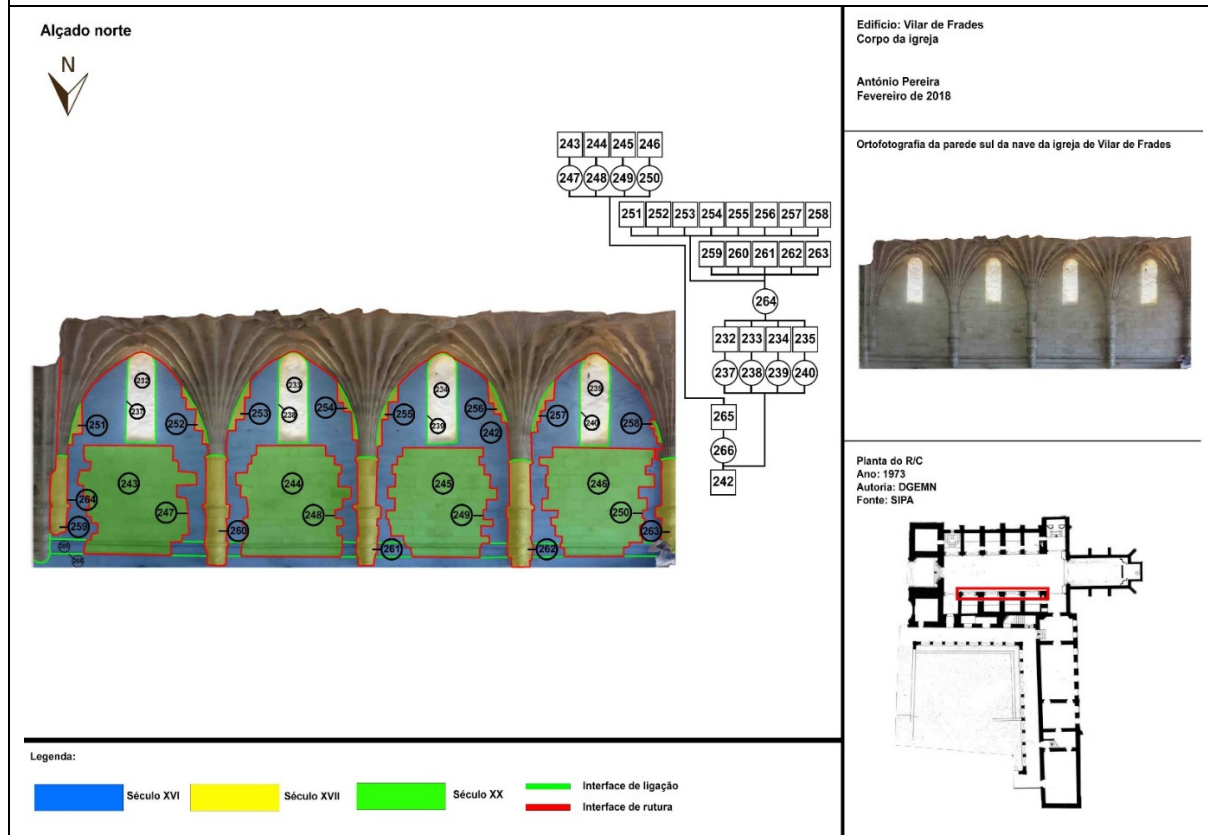 Alçado norte
N
243 244 245 246
247 248 249 250
251 252 253 254 255 256 257 258
259 260 261 262 263
264
232 233 234 235
237 238 239 240
265
266
242
232 233 234 235
237 238 239 240
251 252 253 254 255 256 257 258
242
243 244 245 246
264 247 248 249 250
259 260 261 262 263
Legenda:
Século XVI
Século XVII
Século XX
Interface de ligação
Interface de rutura
Edifício: Vilar de Frades
Corpo da igreja
António Pereira
Fevereiro de 2018
Ortofotografia da parede sul da nave da igreja de Vilar de Frades
Planta do R/C
Ano: 1973
Autoria: DGEMN
Fonte: SIPA